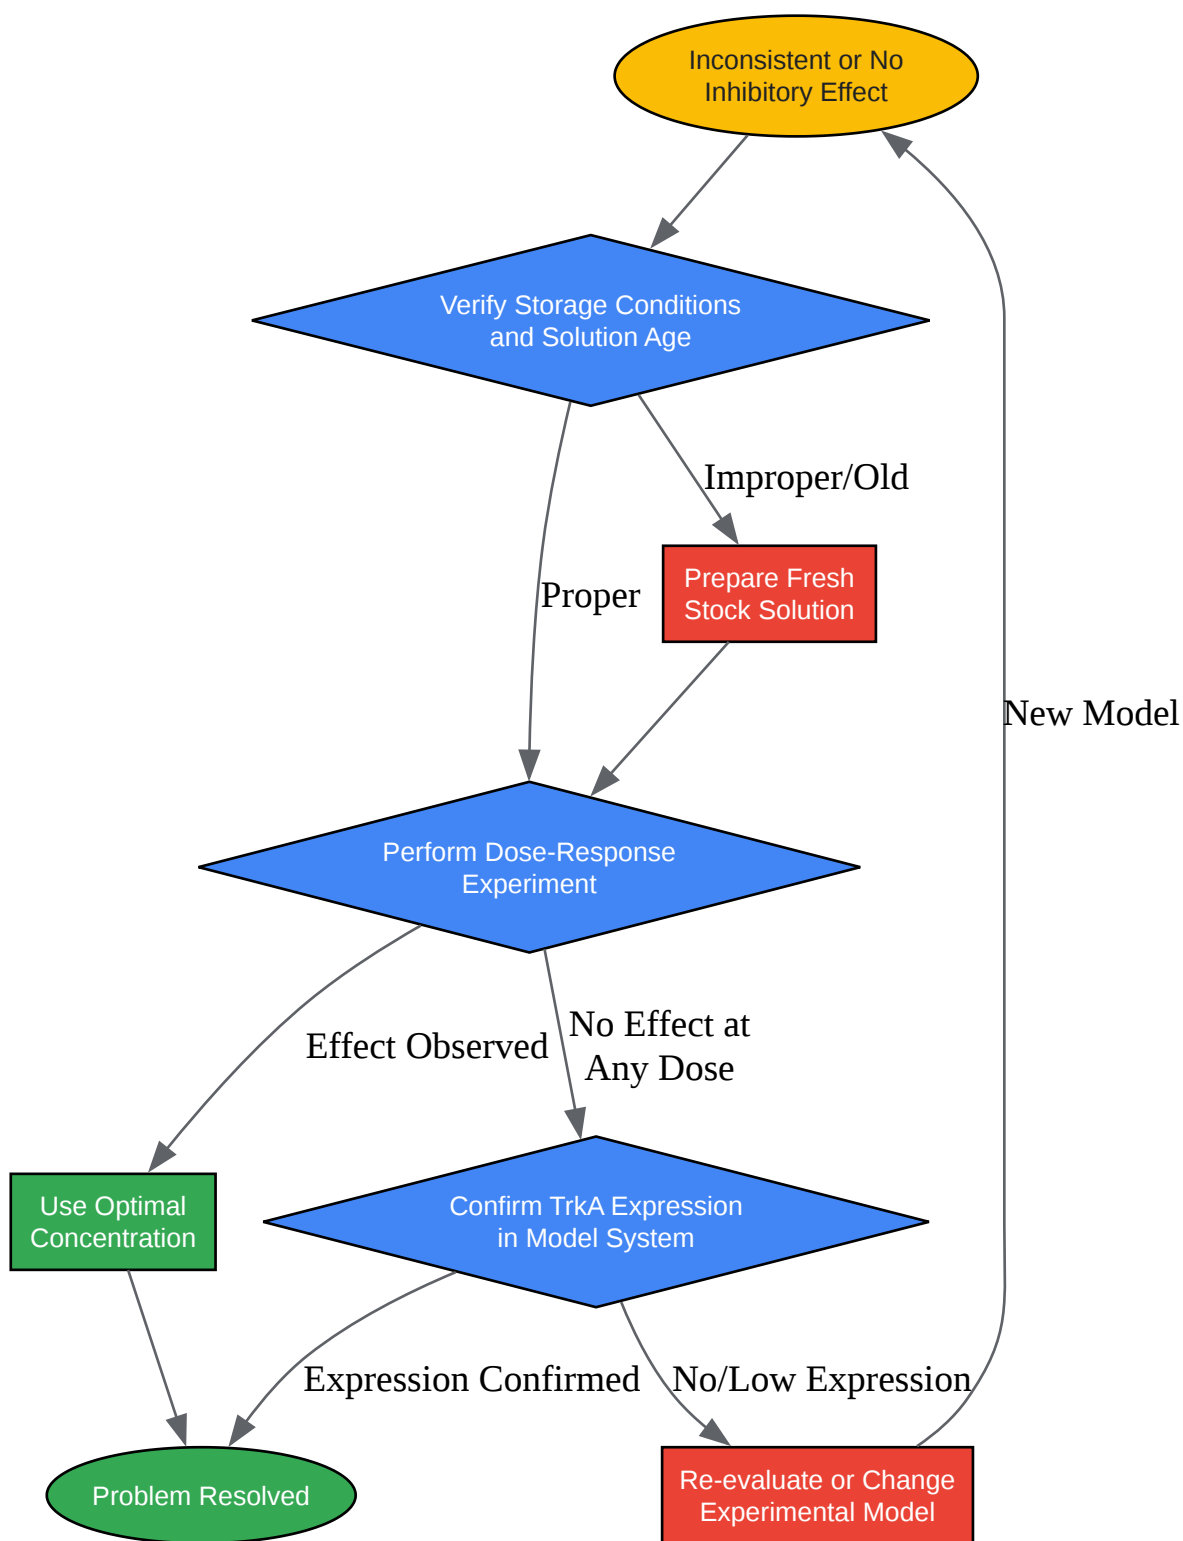 Inconsistent or No
Inhibitory Effect
Verify Storage Conditions
and Solution Age
Improper/Old
Prepare Fresh
Stock Solution
Proper
New Model
Perform Dose-Response
Experiment
Effect Observed
No Effect at
Any Dose
Use Optimal
Concentration
Confirm TrkA Expression
in Model System
Expression Confirmed
No/Low Expression
Problem Resolved
Re-evaluate or Change
Experimental Model